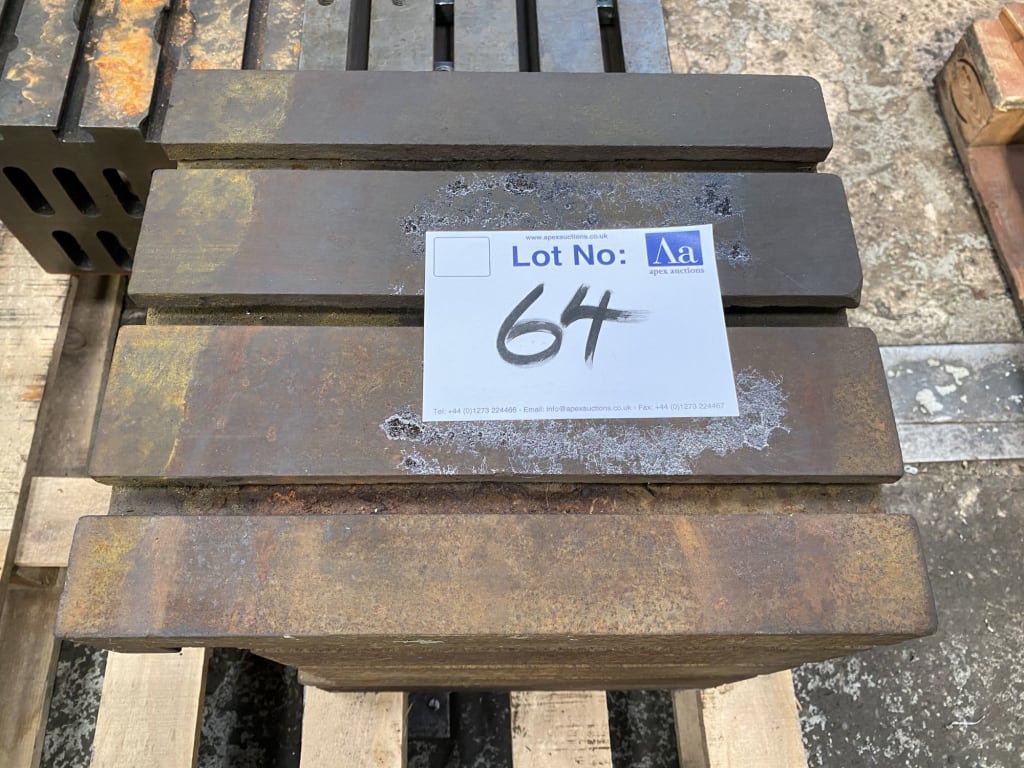 www.apexauctions.co.uk
Lot No:
Aa
apex auctions
64
Tel: +44 (0)1273 224466 - Email: info@apexauctions.co.uk - Fax: +44 (0)1273 224467